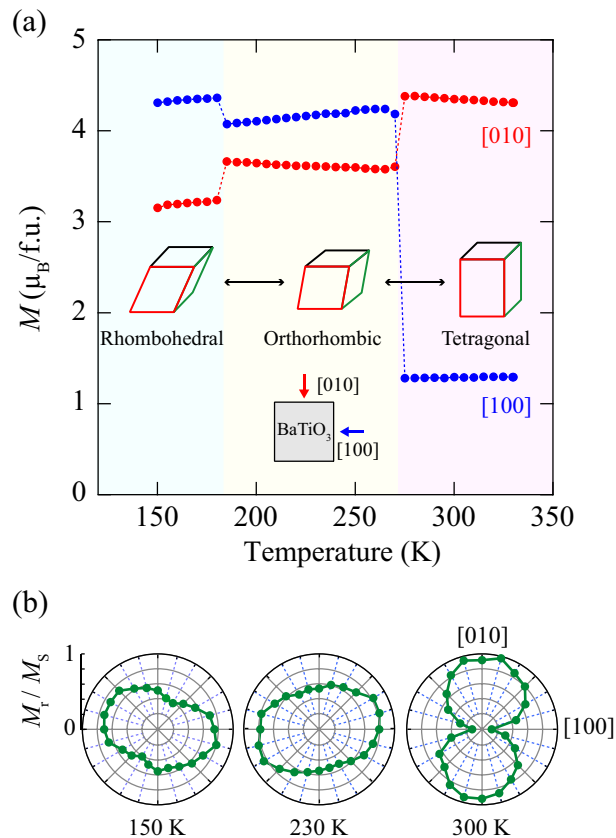 (a)
5
4
3
2
1
0
M (μB/f.u.)
[010]
Rhombohedral
Orthorhombic
Tetragonal
[010]
BaTiO3
[100]
[100]
150
200
250
300
350
Temperature (K)
(b)
Mr / Ms
1
0
[010]
[100]
150 K
230 K
300 K